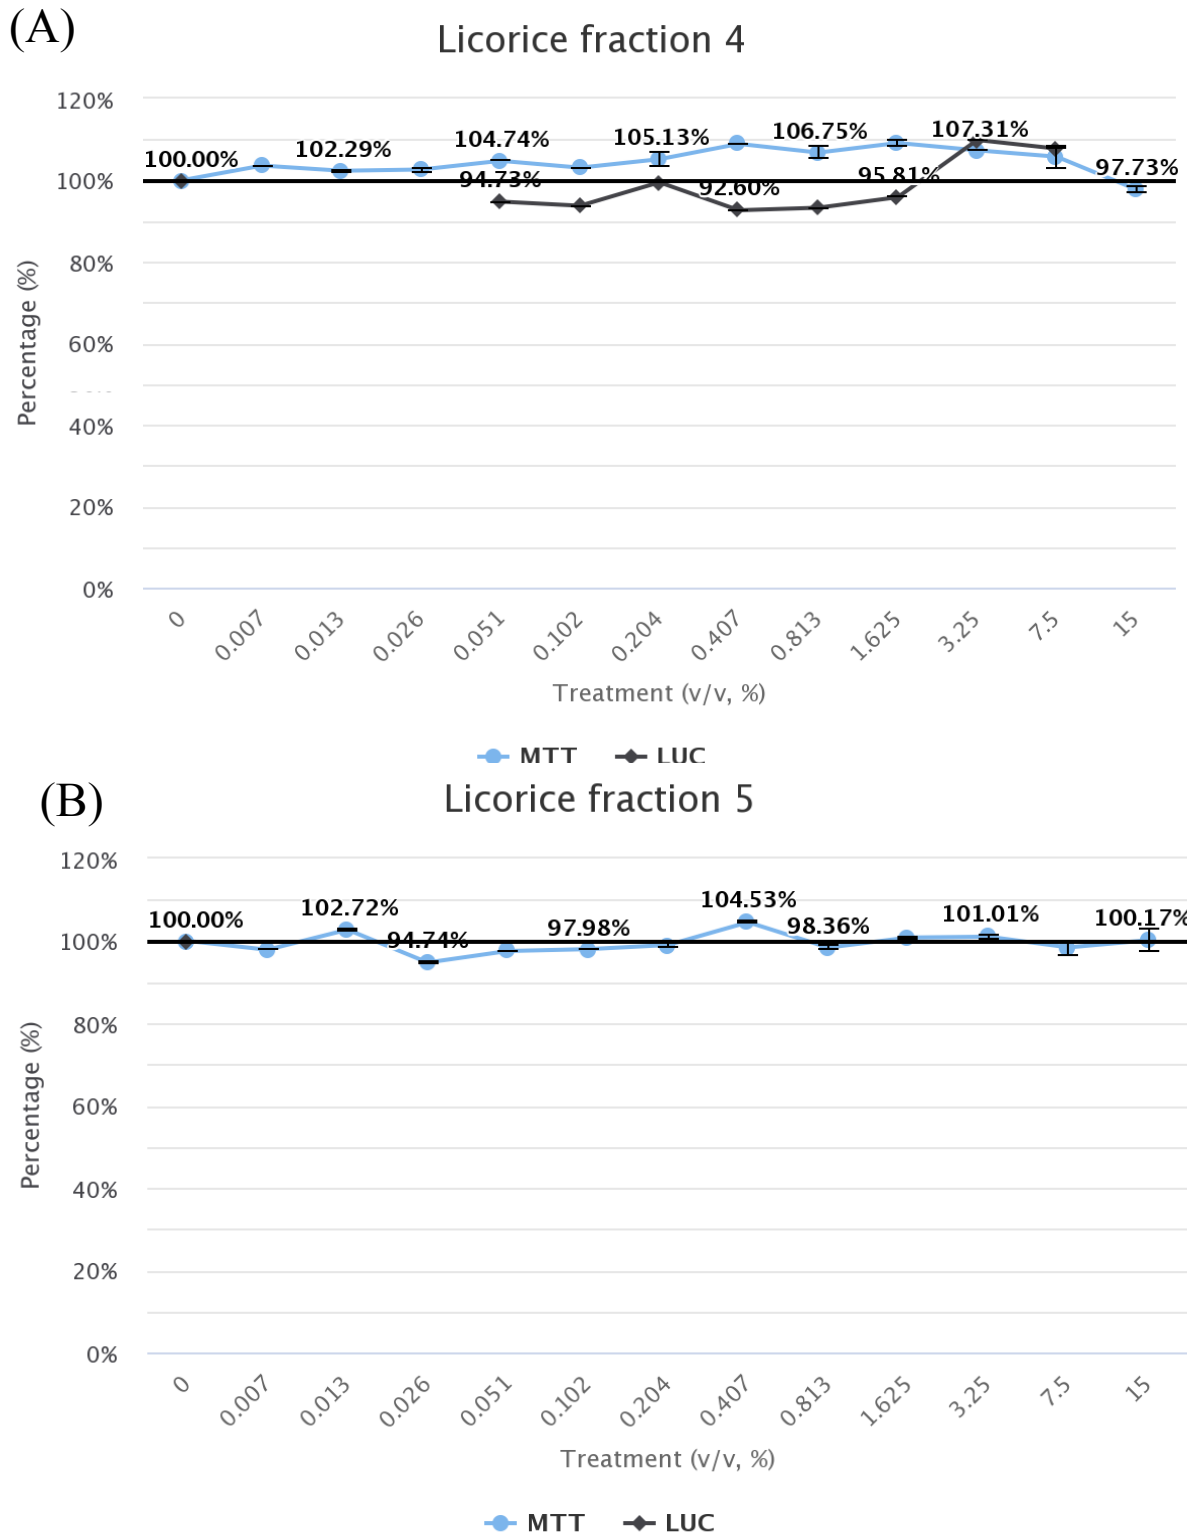 (A)
Licorice fraction 4
120%
100%
80%
60%
40%
20%
0%
Percentage (%)
100.00% 102.29% 104.74% 105.13% 106.75% 107.31% 97.73%
94.73% 92.60% 95.81%
0 0.007 0.013 0.026 0.051 0.102 0.204 0.407 0.813 1.625 3.25 7.5 15
Treatment (v/v, %)
MTT LUC
(B)
Licorice fraction 5
120%
100%
80%
60%
40%
20%
0%
Percentage (%)
100.00% 102.72% 94.74% 97.98% 104.53% 98.36% 101.01% 100.17%
0 0.007 0.013 0.026 0.051 0.102 0.204 0.407 0.813 1.625 3.25 7.5 15
Treatment (v/v, %)
MTT LUC